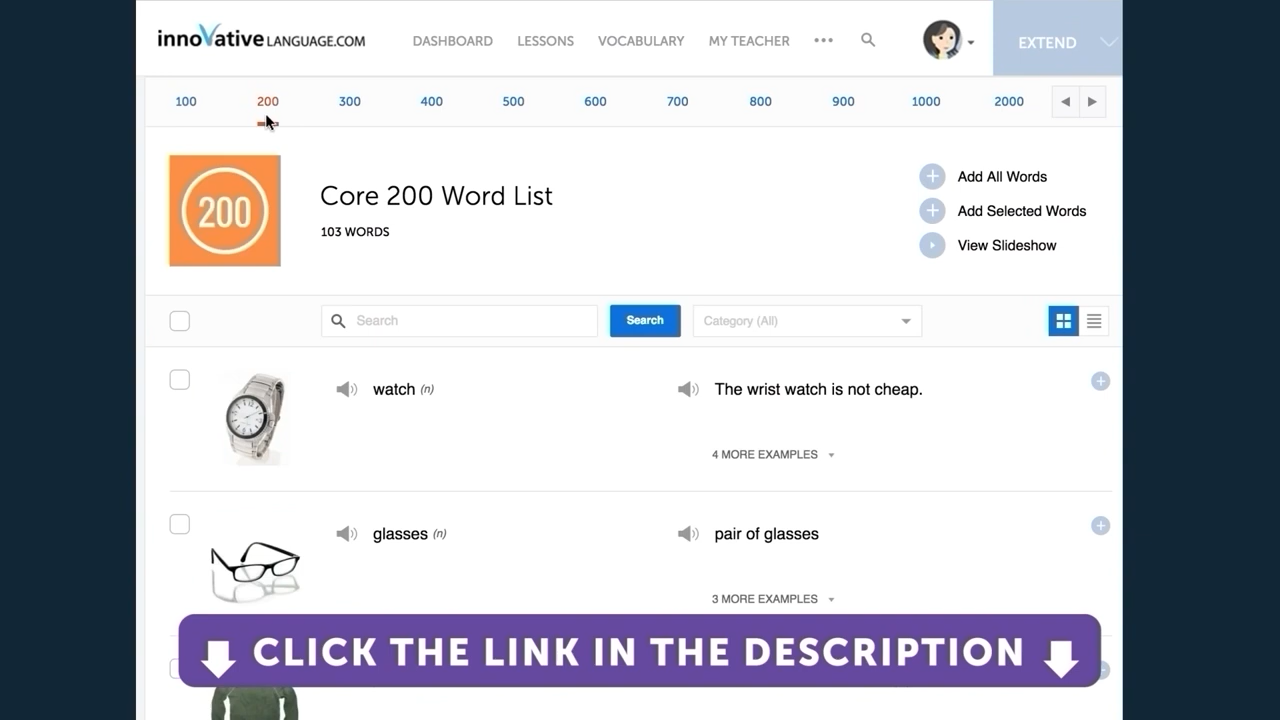 innoVative LANGUAGE.COM DASHBOARD LESSONS VOCABULARY MY TEACHER EXTEND
100 200 300 400 500 600 700 800 900 1000 2000
200
Core 200 Word List
103 WORDS
Add All Words
Add Selected Words
View Slideshow
Search Search Category (All)
watch (n) The wrist watch is not cheap.
4 MORE EXAMPLES
glasses (n) pair of glasses
3 MORE EXAMPLES
CLICK THE LINK IN THE DESCRIPTION